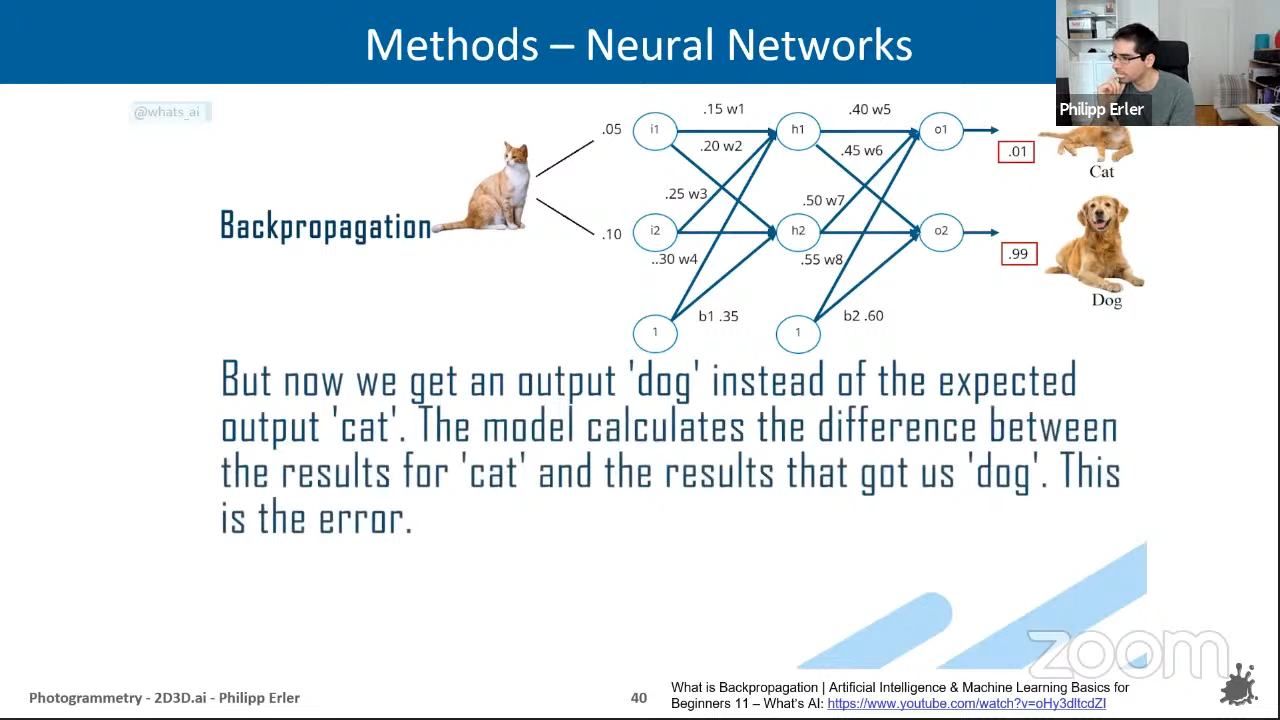 Methods – Neural Networks
Philipp Erler
@whats_ai
.15 w1
.40 w5
.05
i1
h1
o1
.20 w2
.45 w6
.01
Cat
.25 w3
.50 w7
Backpropagation
.10
i2
h2
o2
..30 w4
.55 w8
.99
Dog
1
b1 .35
1
b2 .60
But now we get an output 'dog' instead of the expected
output 'cat'. The model calculates the difference between
the results for 'cat' and the results that got us 'dog'. This
is the error.
zoom
Photogrammetry - 2D3D.ai - Philipp Erler
40
What is Backpropagation | Artificial Intelligence & Machine Learning Basics for
Beginners 11 – What's AI: https://www.youtube.com/watch?v=oHy3dltcdZI